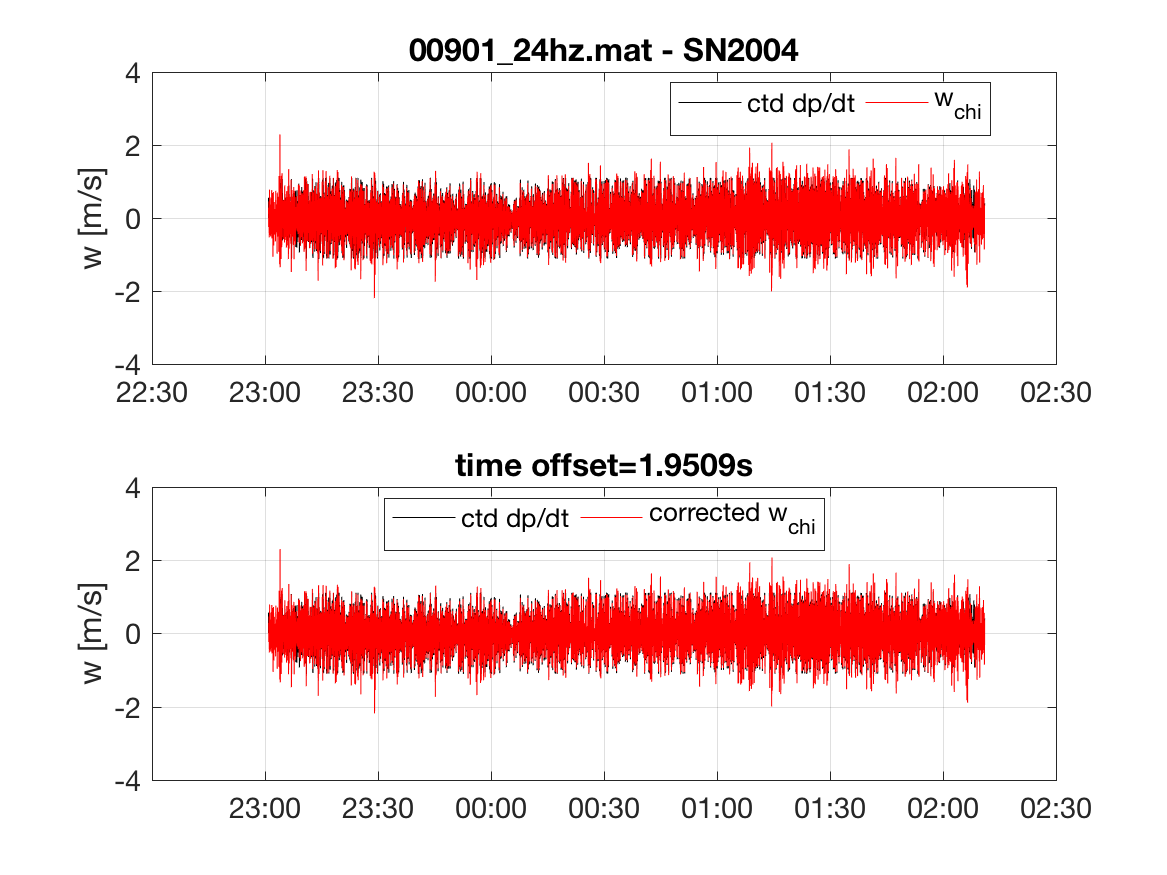 00901_24hz.mat - SN2004
ctd dp/dt w_chi
4
2
0
-2
-4
w [m/s]
22:30 23:00 23:30 00:00 00:30 01:00 01:30 02:00 02:30
time offset=1.9509s
ctd dp/dt corrected w_chi
4
2
0
-2
-4
w [m/s]
23:00 23:30 00:00 00:30 01:00 01:30 02:00 02:30